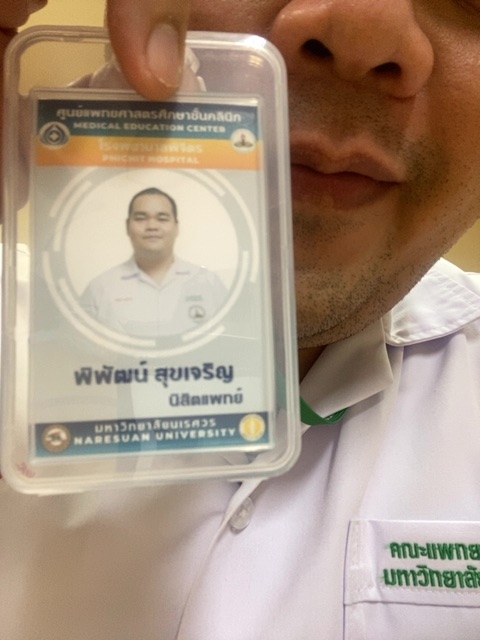 ศูนย์แพทยศาสตรศึกษาชั้นคลินิก
MEDICAL EDUCATION CENTER
โรงพยาบาลพิจิตร
PHICHIT HOSPITAL
พิพัฒน์ สุขเจริญ
นิสิตแพทย์
มหาวิทยาลัยนเรศวร
NARESUAN UNIVERSITY
คณะแพทย
มหาวิทยาลัย